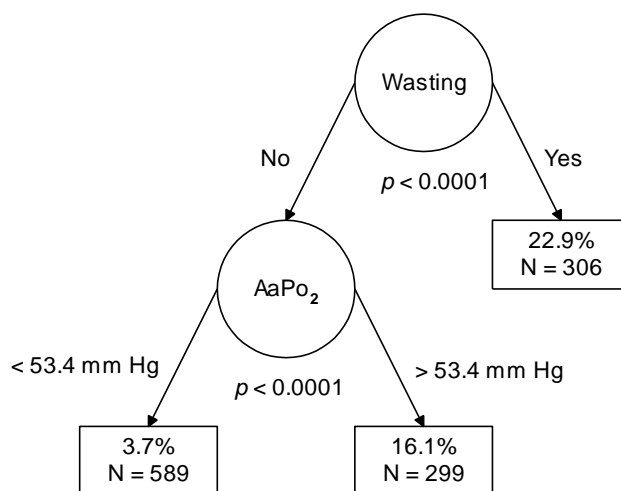 Wasting
No
Yes
p < 0.0001
22.9%
N = 306
AaPo₂
< 53.4 mm Hg
> 53.4 mm Hg
p < 0.0001
3.7%
N = 589
16.1%
N = 299